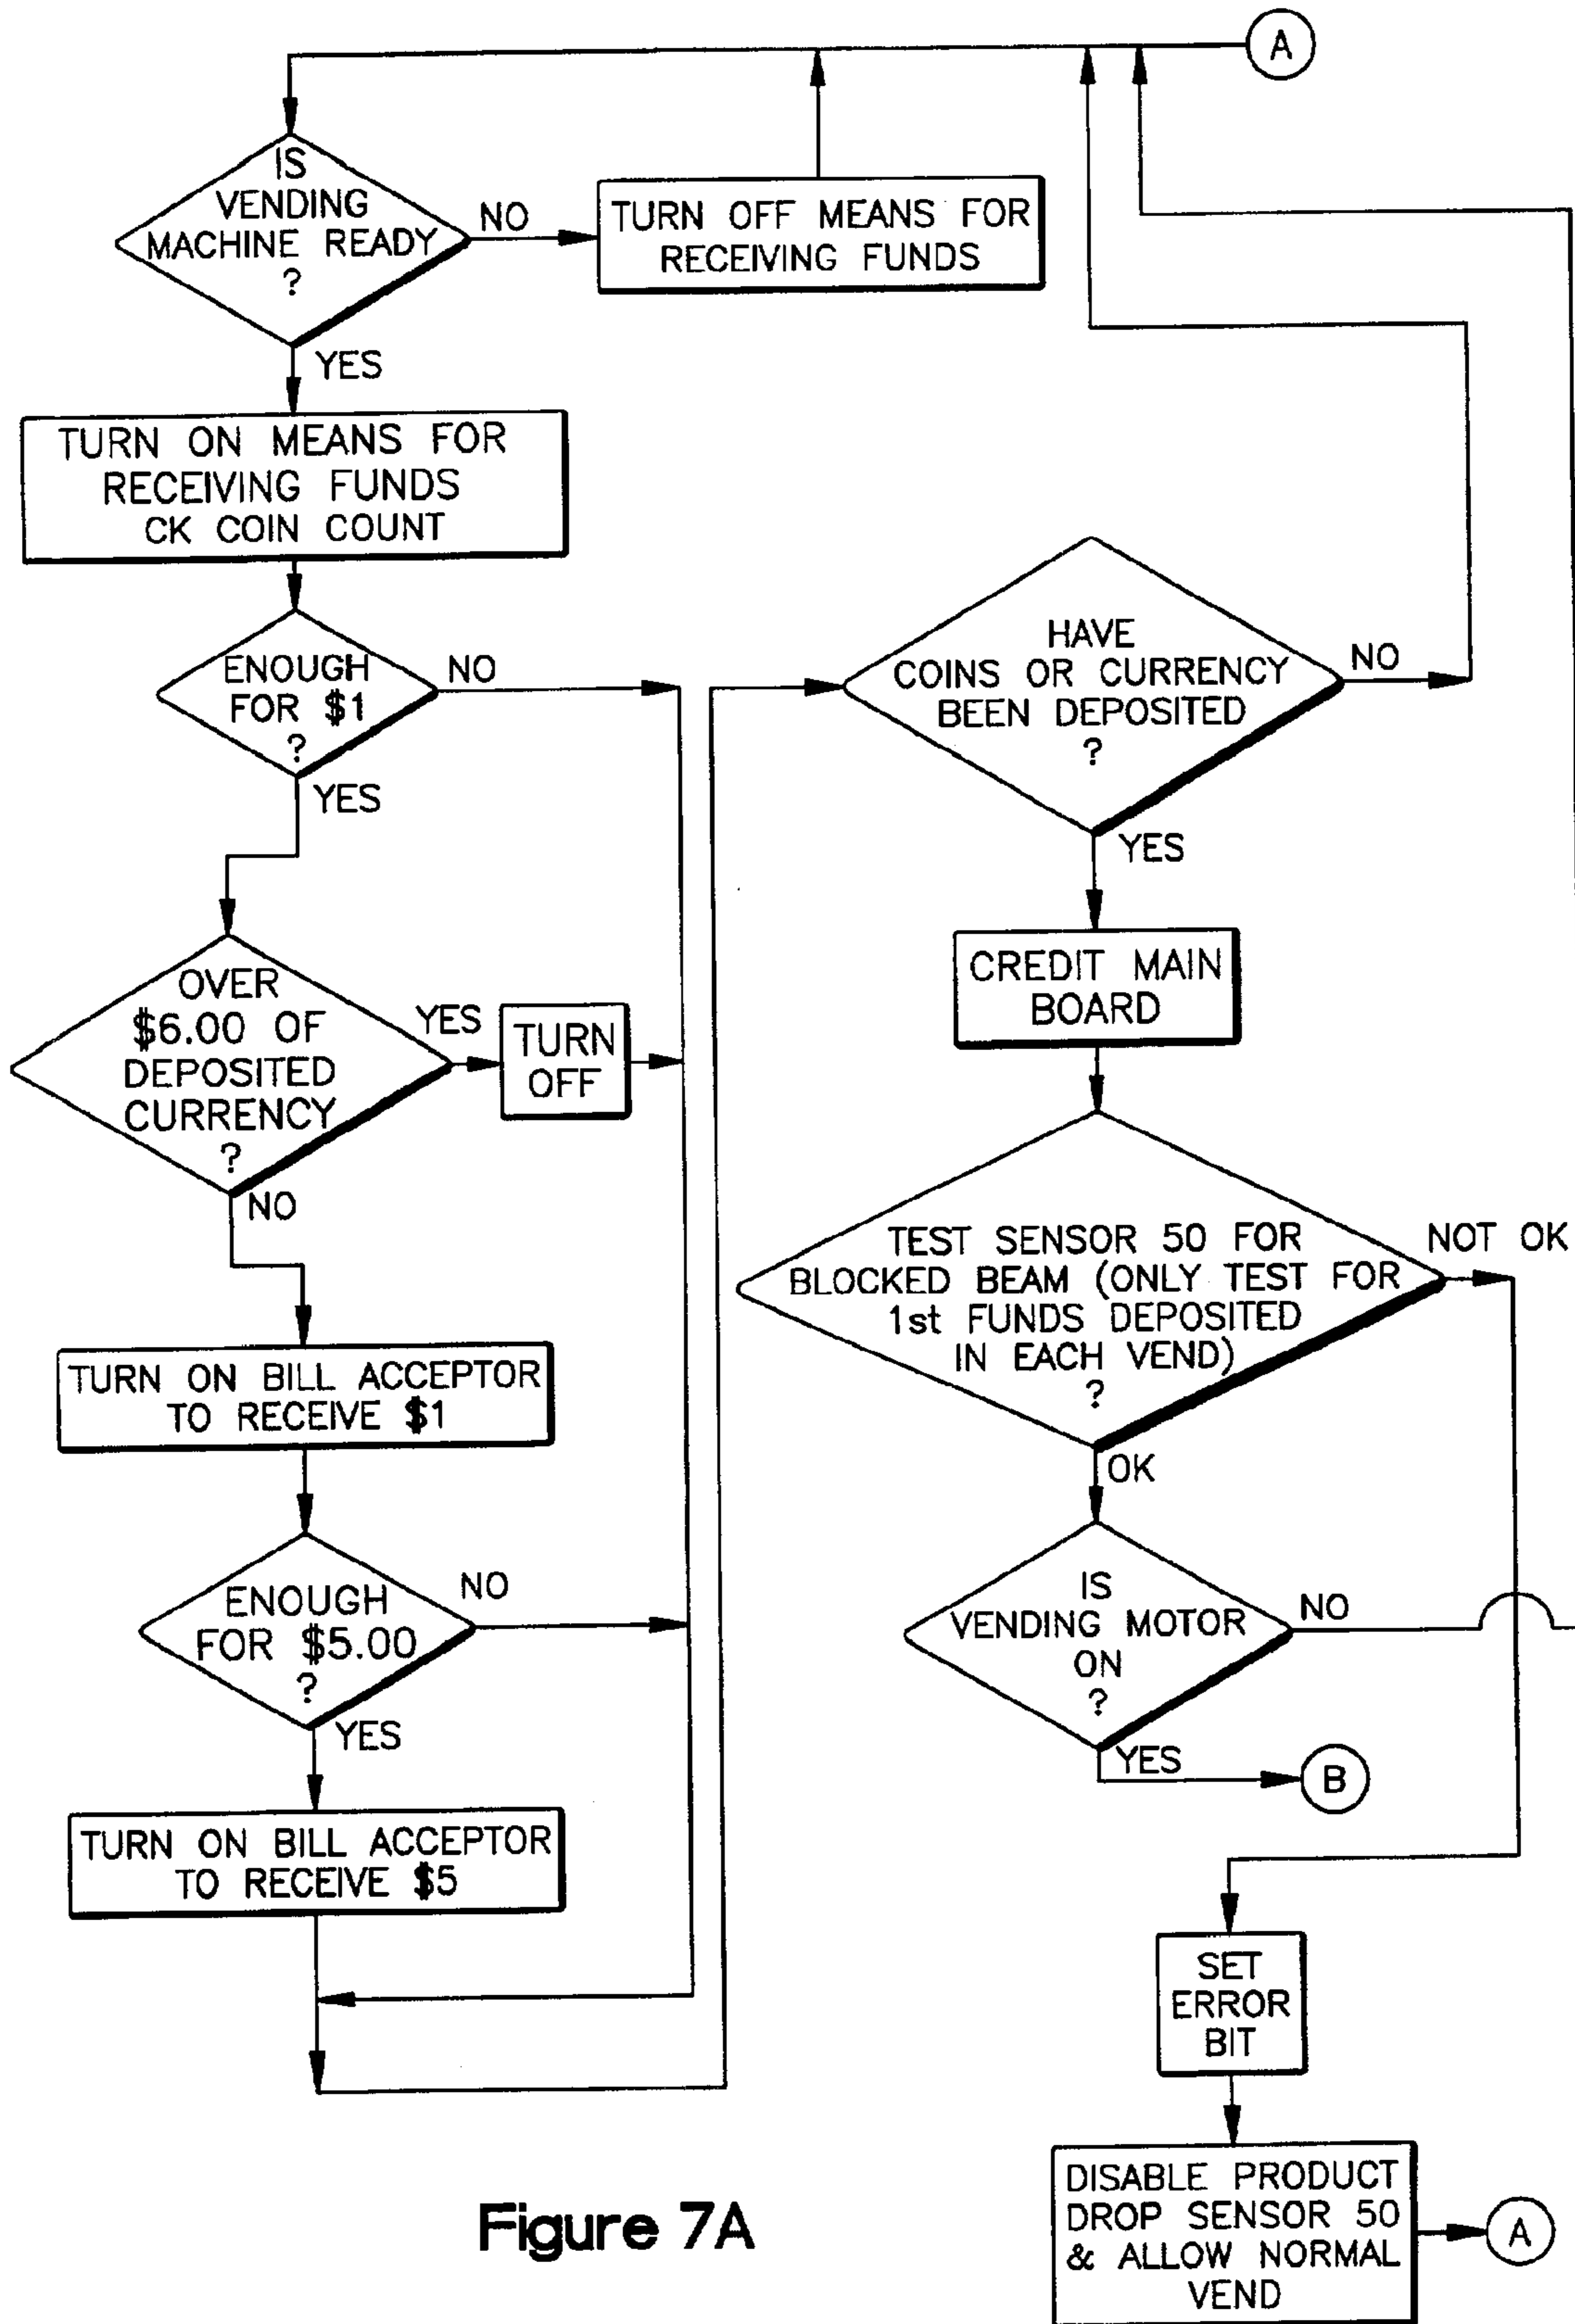 A
IS
VENDING
MACHINE READY
?
NO
TURN OFF MEANS FOR
RECEIVING FUNDS
YES
TURN ON MEANS FOR
RECEIVING FUNDS
CK COIN COUNT
ENOUGH
FOR $1
?
NO
YES
OVER
$6.00 OF
DEPOSITED
CURRENCY
?
YES
TURN
OFF
NO
TURN ON BILL ACCEPTOR
TO RECEIVE $1
ENOUGH
FOR $5.00
?
NO
YES
TURN ON BILL ACCEPTOR
TO RECEIVE $5
HAVE
COINS OR CURRENCY
BEEN DEPOSITED
?
NO
YES
CREDIT MAIN
BOARD
TEST SENSOR 50 FOR
BLOCKED BEAM (ONLY TEST FOR
1st FUNDS DEPOSITED
IN EACH VEND)
?
NOT OK
OK
IS
VENDING MOTOR
ON
?
NO
YES
B
SET
ERROR
BIT
DISABLE PRODUCT
DROP SENSOR 50
& ALLOW NORMAL
VEND
A
Figure 7A